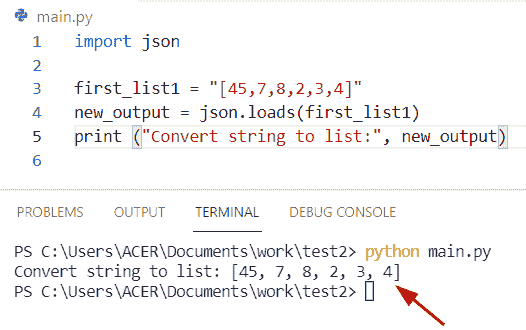 main.py
1 import json
2
3 first_list1 = "[45,7,8,2,3,4]"
4 new_output = json.loads(first_list1)
5 print ("Convert string to list:", new_output)
6
PROBLEMS OUTPUT TERMINAL DEBUG CONSOLE
PS C:\Users\ACER\Documents\work\test2> python main.py
Convert string to list: [45, 7, 8, 2, 3, 4]
PS C:\Users\ACER\Documents\work\test2>